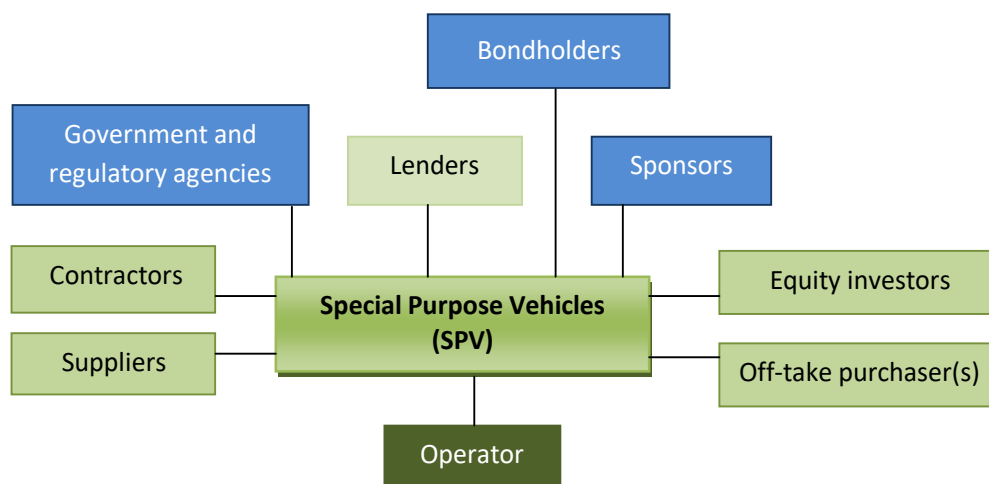 Bondholders
Government and
regulatory agencies
Lenders
Sponsors
Contractors
Equity investors
Special Purpose Vehicles
(SPV)
Suppliers
Off-take purchaser(s)
Operator